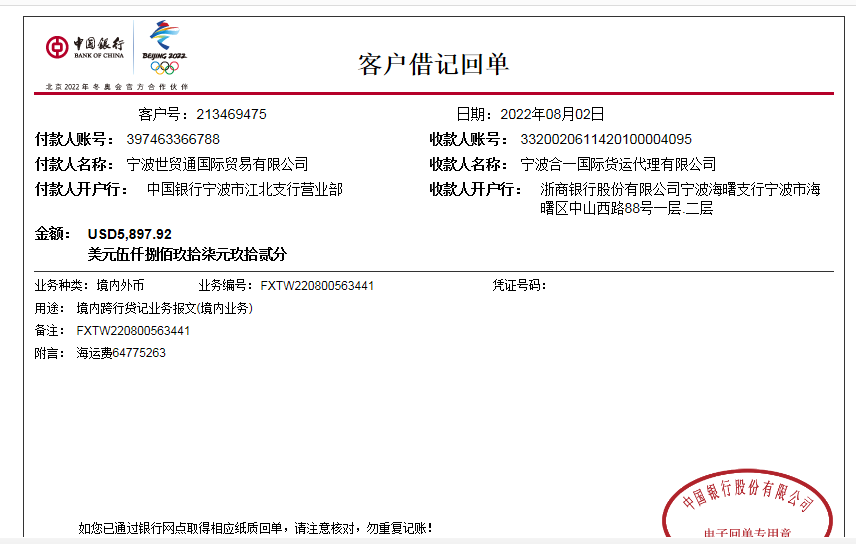 中国银行
BANK OF CHINA
BEIJING 2022
北京2022年冬奥会官方合作伙伴
客户借记回单
客户号：213469475 日期：2022年08月02日
付款人账号：397463366788 收款人账号：3320020611420100004095
付款人名称：宁波世贸通国际贸易有限公司 收款人名称：宁波合一国际货运代理有限公司
付款人开户行：中国银行宁波市江北支行营业部 收款人开户行：浙商银行股份有限公司宁波海曙支行宁波市海
曙区中山西路88号一层.二层
金额：USD5,897.92
美元伍仟捌佰玖拾柒元玖拾贰分
业务种类：境内外币 业务编号：FXTW220800563441 凭证号码：
用途：境内跨行贷记业务报文(境内业务)
备注：FXTW220800563441
附言：海运费64775263
中国银行股份有限公司
电子回单专用章
如您已通过银行网点取得相应纸质回单，请注意核对，勿重复记账！